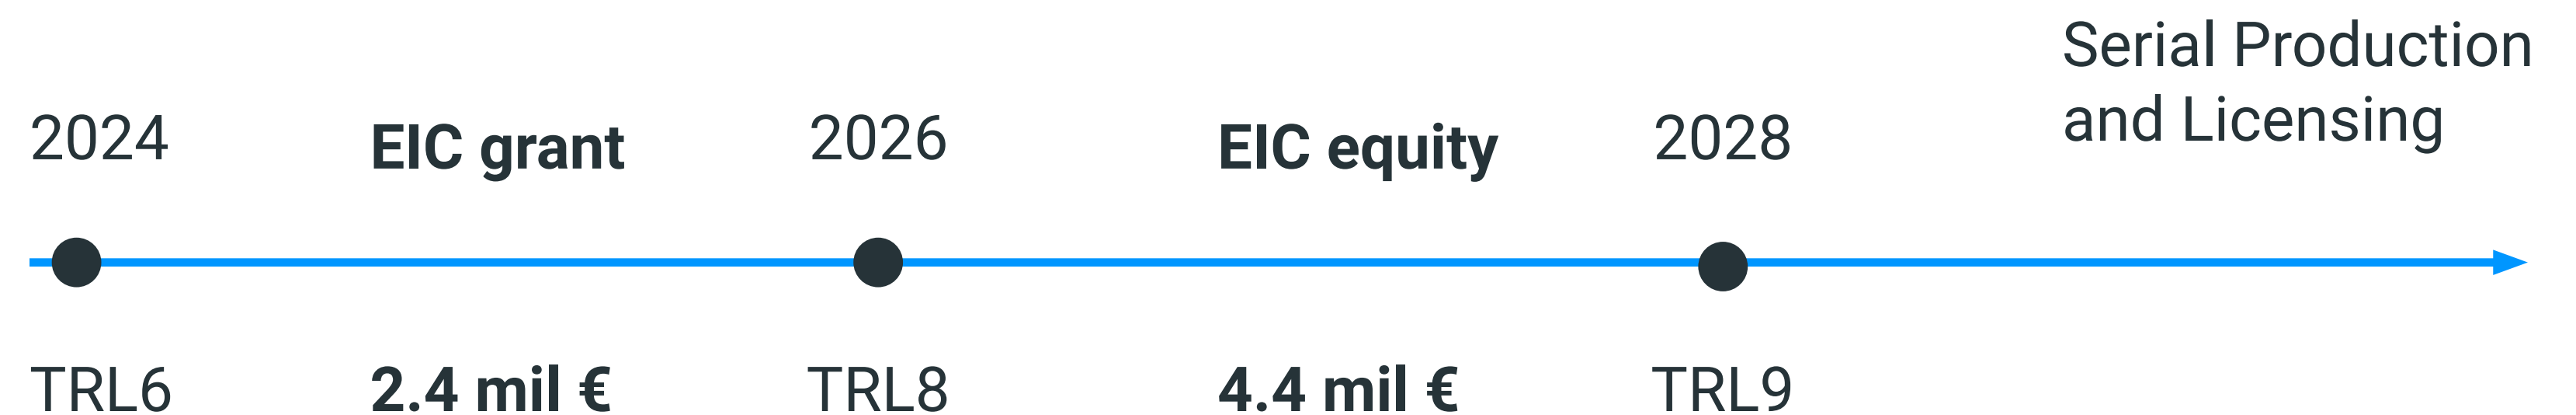 Serial Production
and Licensing
2024 EIC grant 2026 EIC equity 2028
TRL6 2.4 mil € TRL8 4.4 mil € TRL9